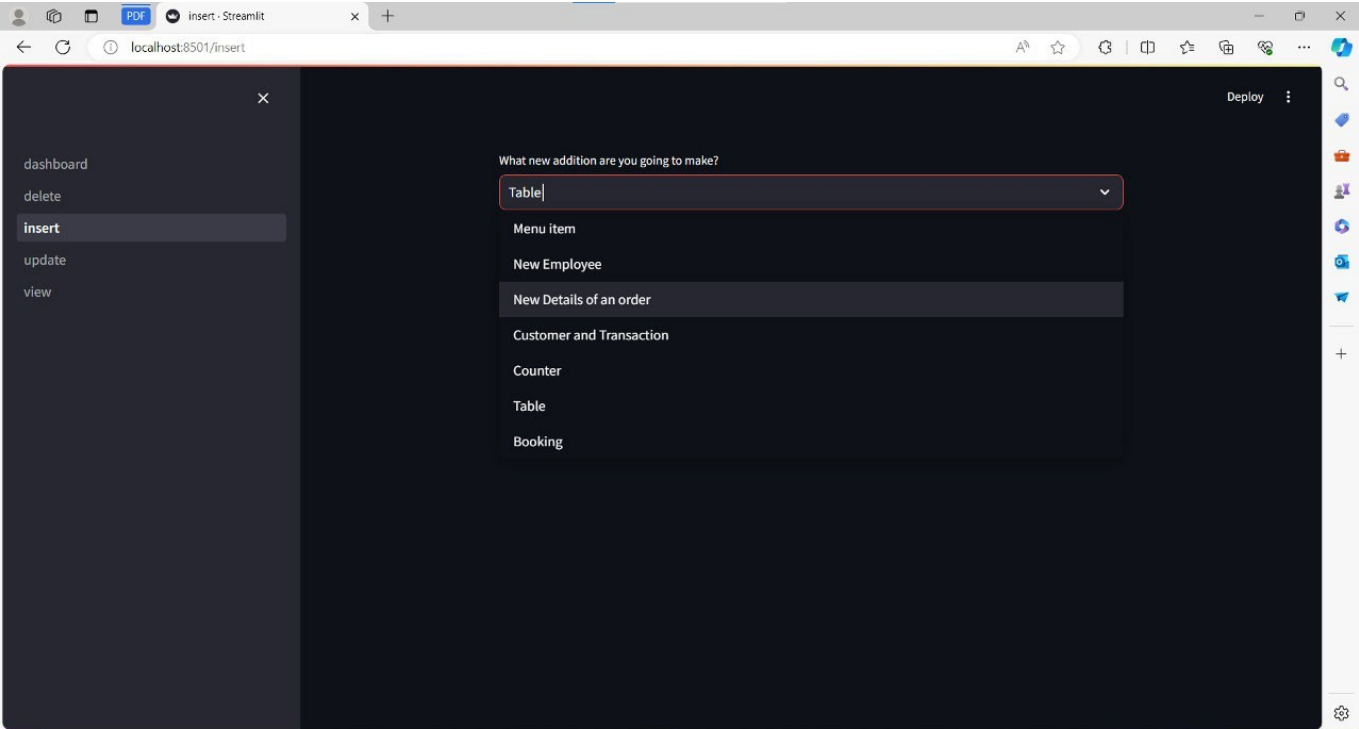 PDF
insert · Streamlit
localhost:8501/insert
Deploy
dashboard
delete
insert
update
view
What new addition are you going to make?
Table
Menu item
New Employee
New Details of an order
Customer and Transaction
Counter
Table
Booking